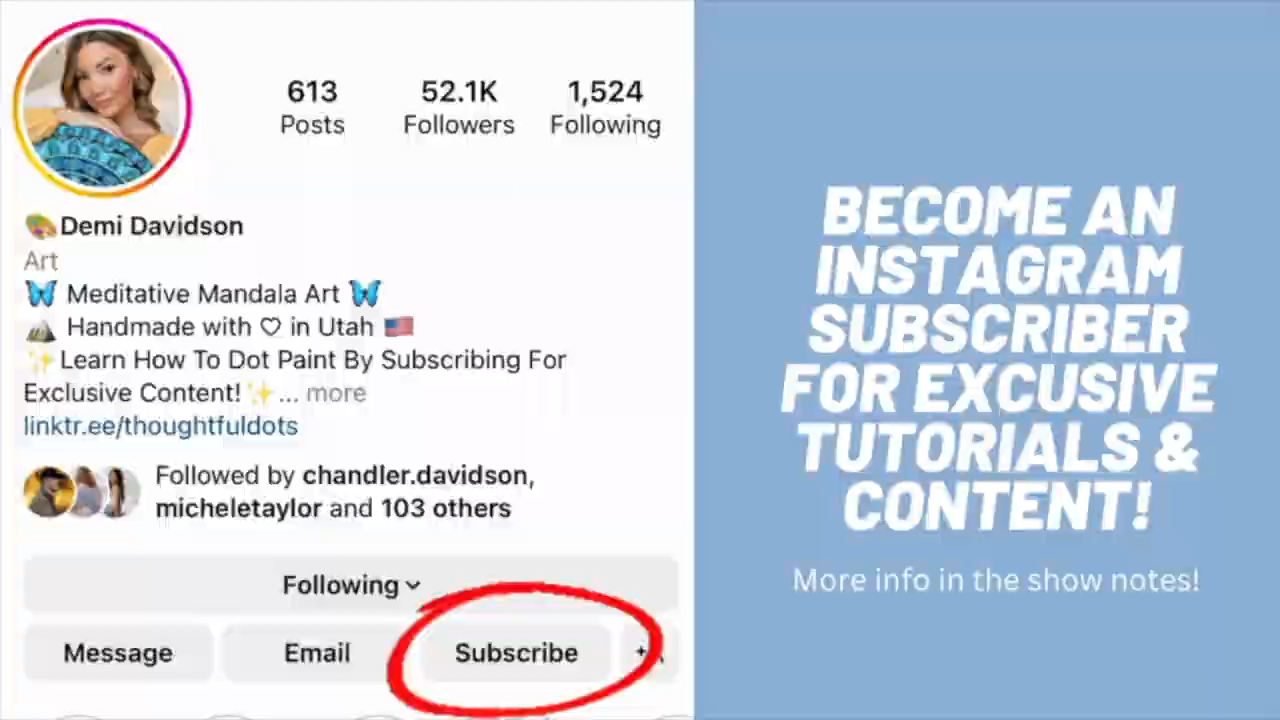 613
Posts
52.1K
Followers
1,524
Following
Demi Davidson
Art
Meditative Mandala Art
Handmade with ♡ in Utah
Learn How To Dot Paint By Subscribing For
Exclusive Content! ✨... more
linktr.ee/thoughtfuldots
Followed by chandler.davidson,
micheletaylor and 103 others
Following
Message
Email
Subscribe
BECOME AN
INSTAGRAM
SUBSCRIBER
FOR EXCUSIVE
TUTORIALS &
CONTENT!
More info in the show notes!